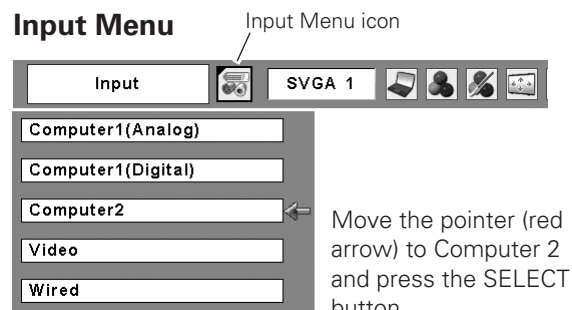 Input Menu
Input Menu icon
Input
SVGA 1
Computer1(Analog)
Computer1(Digital)
Computer2
Video
Wired
Move the pointer (red
arrow) to Computer 2
and press the SELECT
button